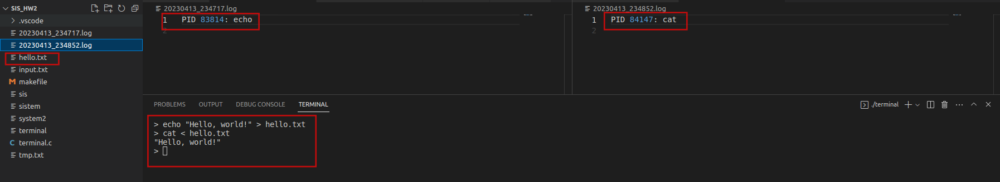 SIS_HW2
.vscode
20230413_234717.log
20230413_234852.log
hello.txt
input.txt
makefile
sis
sistem
system2
terminal
terminal.c
tmp.txt
20230413_234717.log
1 PID 83814: echo
2
20230413_234852.log
1 PID 84147: cat
2
PROBLEMS OUTPUT DEBUG CONSOLE TERMINAL
./terminal
> echo "Hello, world!" > hello.txt
> cat < hello.txt
"Hello, world!"
>